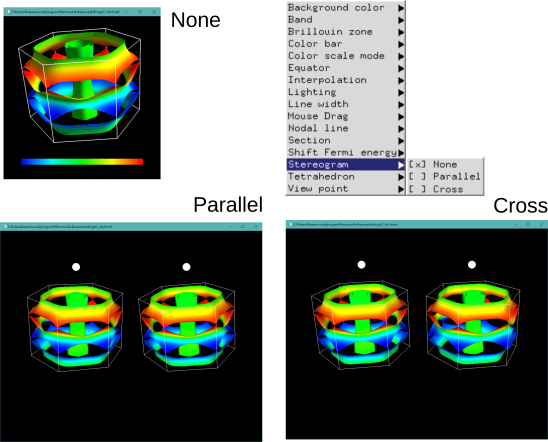 None
Background color
Band
Brillouin zone
Color bar
Color scale mode
Equator
Interpolation
Lighting
Line width
Mouse Drag
Nodal line
Section
Shift Fermi energy
Stereogram
[x] None
Tetrahedron
[ ] Parallel
View point
[ ] Cross
Parallel
Cross